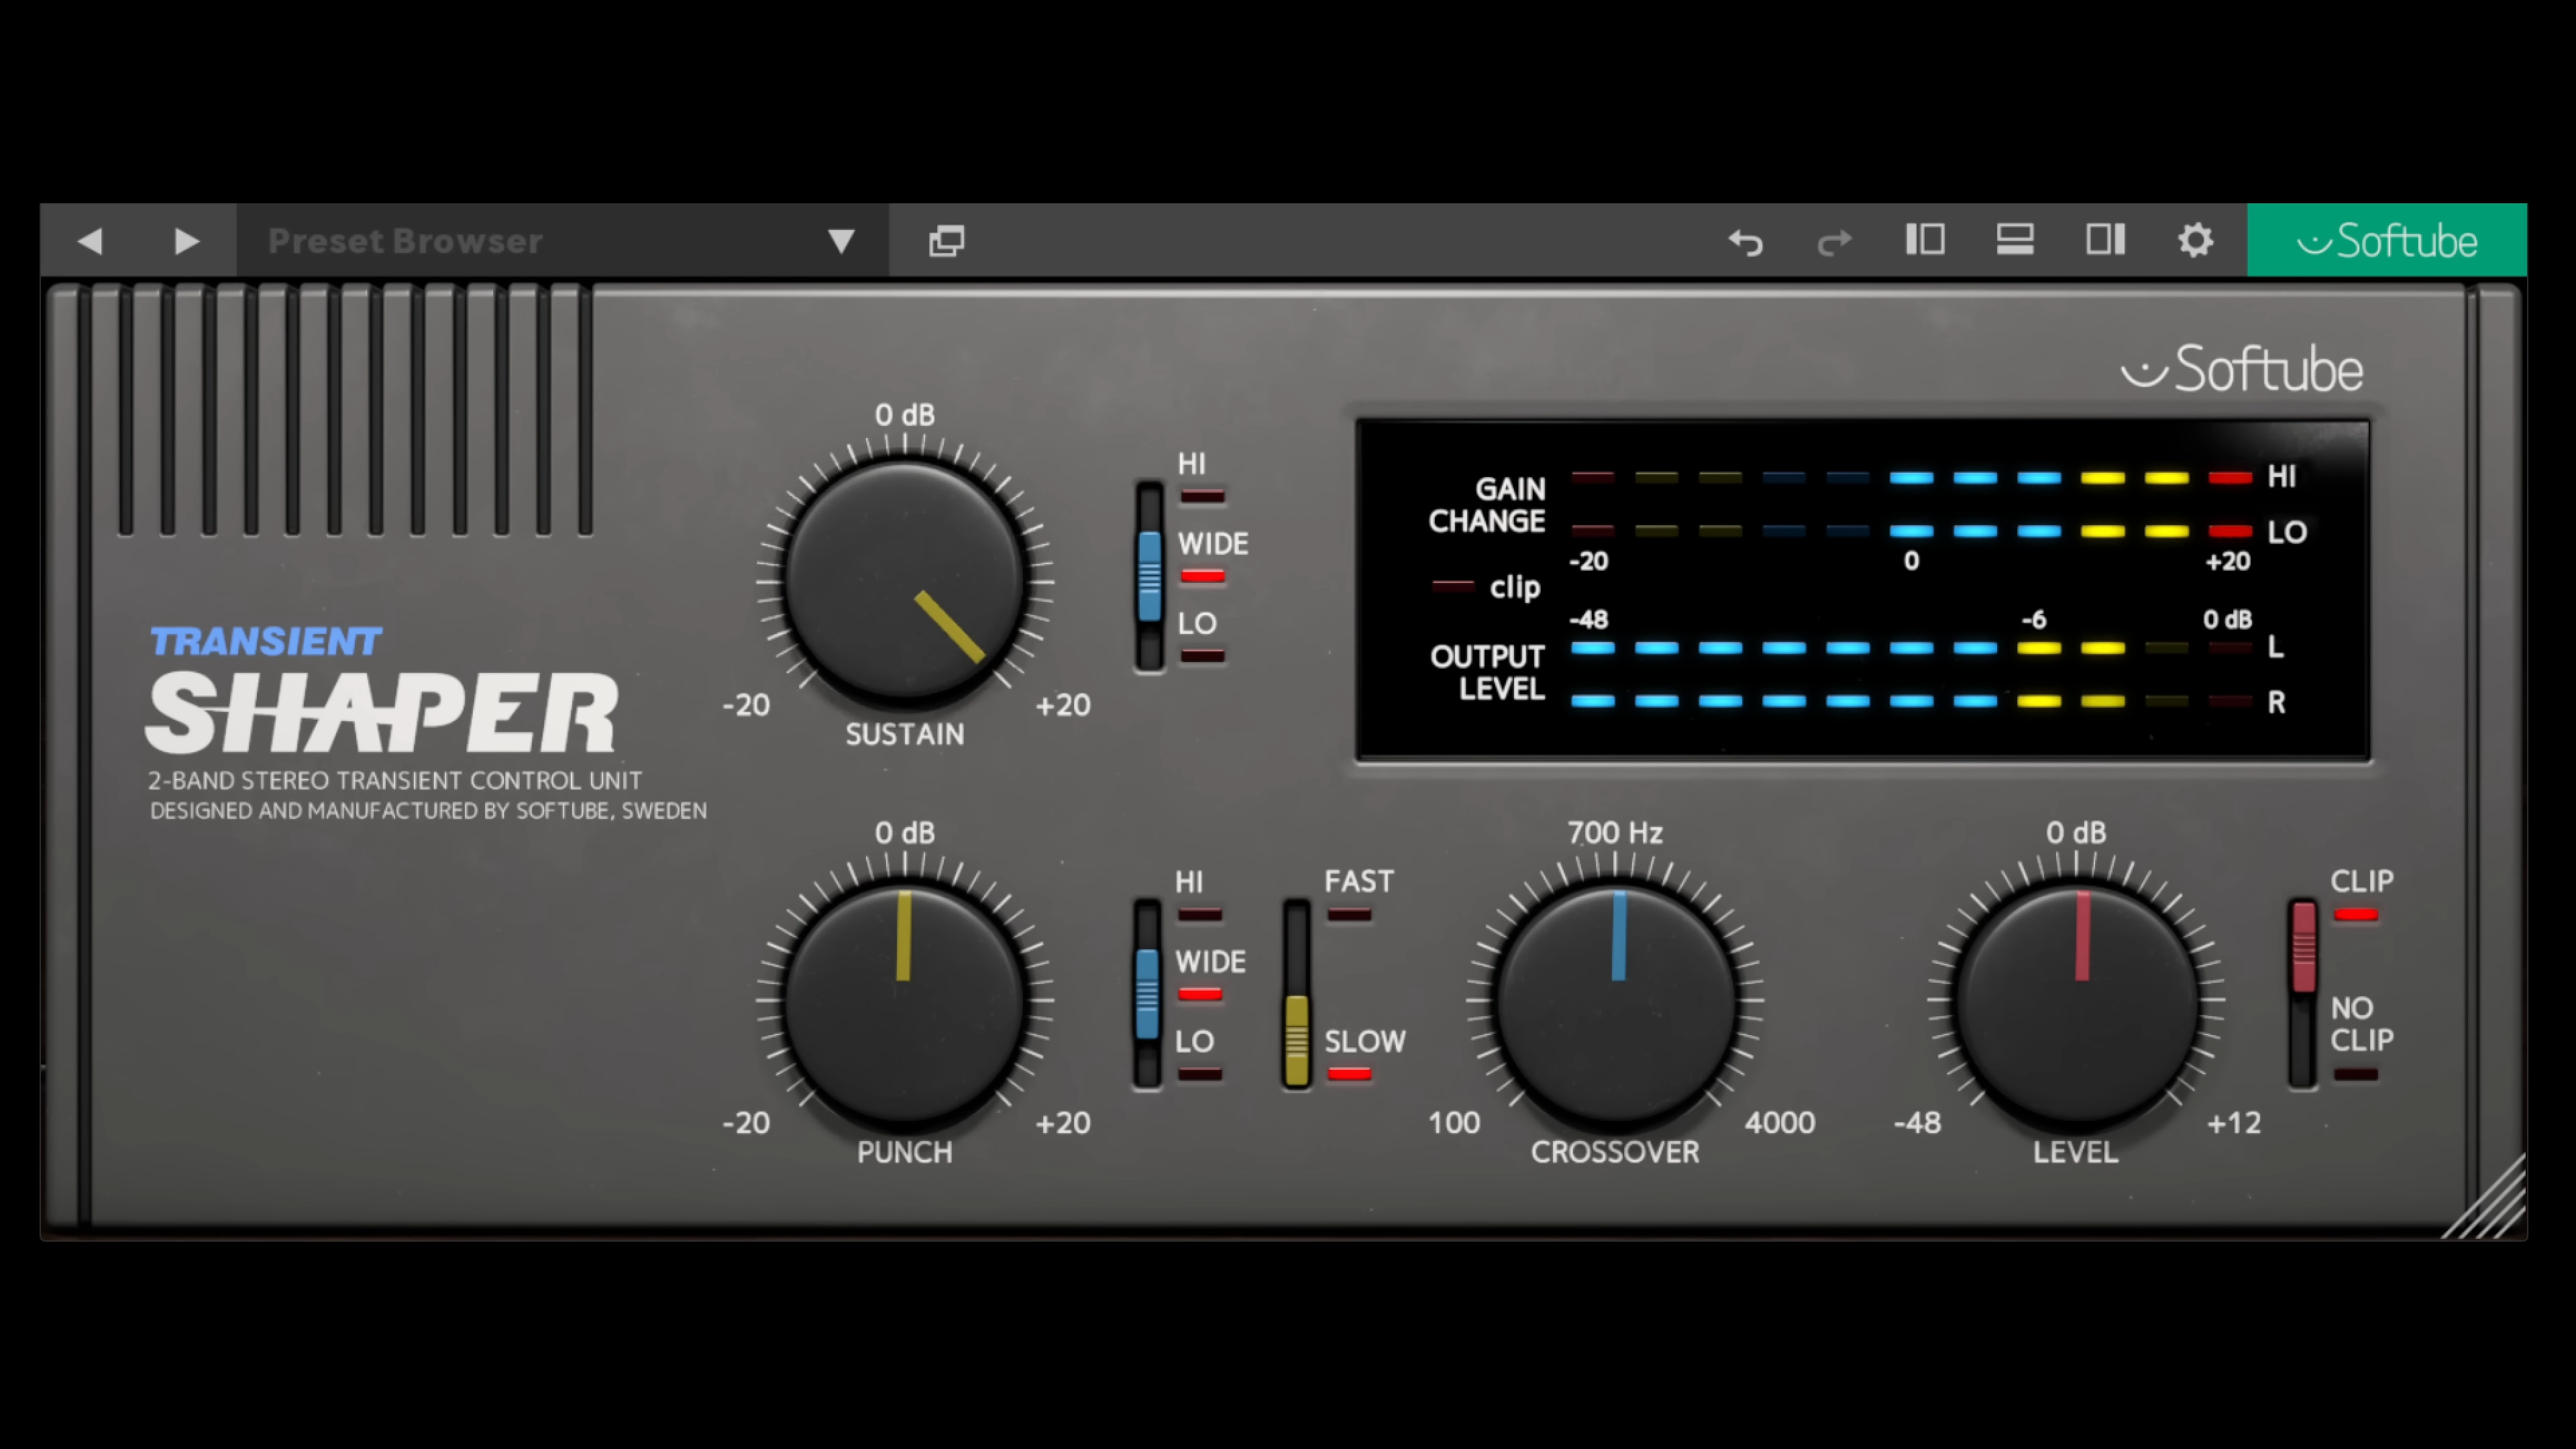 Preset Browser
Softube
Softube
0 dB
-20
+20
SUSTAIN
HI
WIDE
LO
GAIN
CHANGE
HI
LO
-20
0
+20
clip
-48
-6
0 dB
OUTPUT
LEVEL
L
R
TRANSIENT
SHAPER
2-BAND STEREO TRANSIENT CONTROL UNIT
DESIGNED AND MANUFACTURED BY SOFTUBE, SWEDEN
0 dB
-20
+20
PUNCH
HI
WIDE
LO
FAST
SLOW
700 Hz
100
4000
CROSSOVER
0 dB
-48
+12
LEVEL
CLIP
NO
CLIP